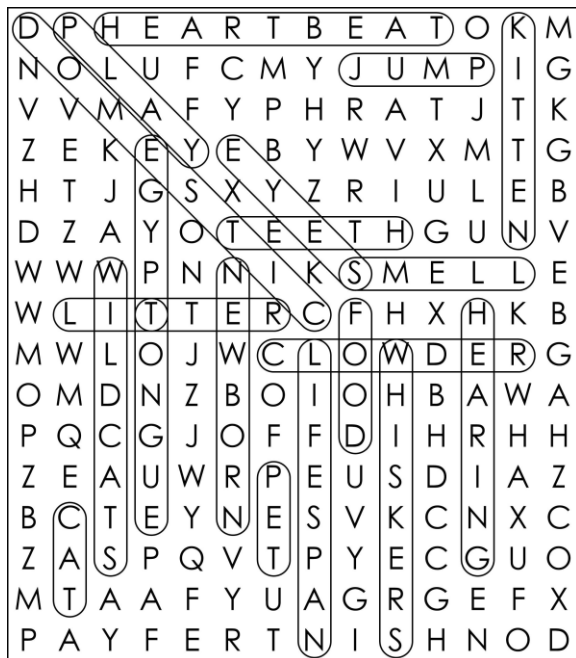 D P H E A R T B E A T O K M
N O L U F C M Y J U M P I G
V V M A F Y P H R A T J T K
Z E K E Y E B Y W V X M T G
H T J G S X Y Z R I U L E B
D Z A Y O T E E T H G U N V
W W W P N N I K S M E L L E
W L I T T E R C F H X H K B
M W L O J W C L O W D E R G
O M D N Z B O I O H B A W A
P Q C G J O F F D I H R H H
Z E A U W R P E U S D I A Z
B C T E Y N E S V K C N X C
Z A S P Q V T P Y E C G U O
M T A A F Y U A G R G E F X
P A Y F E R T N I S H N O D